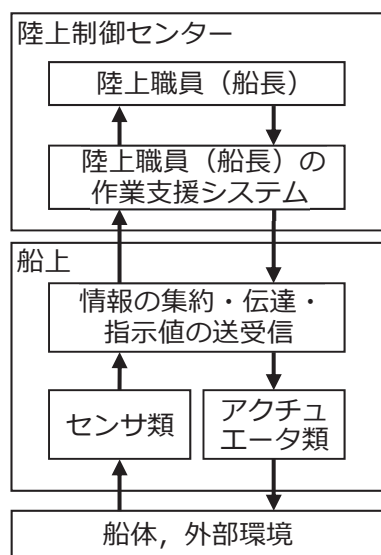 陸上制御センター
陸上職員（船長）
陸上職員（船長）の
作業支援システム
船上
情報の集約・伝達・
指示値の送受信
センサ類
アクチュ
エータ類
船体，外部環境